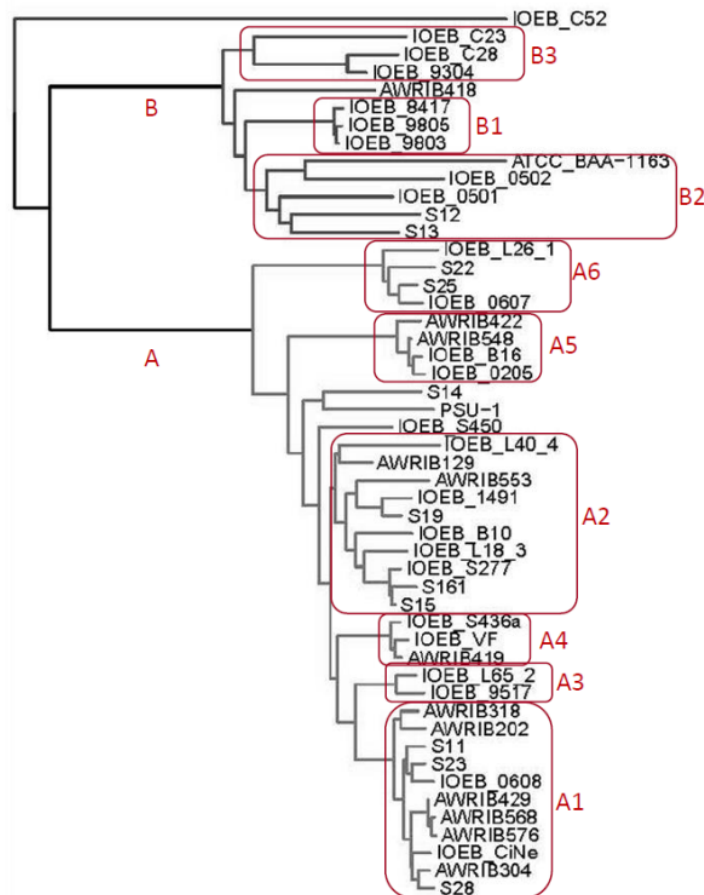 IOEB_C52
IOEB_C23
IOEB_C28
B3
IOEB_9304
B
AWRIB418
IOEB_8417
IOEB_9805
B1
IOEB_9803
ATCC_BAA-1163
IOEB_0502
IOEB_0501
B2
S12
S13
IOEB_L26_1
S22
A6
S25
IOEB_0607
AWRIB422
AWRIB548
A5
IOEB_B16
A
IOEB_0205
S14
PSU-1
IOEB_S450
IOEB_L40_4
AWRIB129
AWRIB553
IOEB_1491
S19
A2
IOEB_B10
IOEB_L18_3
IOEB_S277
S161
S15
IOEB_S436a
IOEB_VF
A4
AWRIB419
IOEB_L65_2
A3
IOEB_9517
AWRIB318
AWRIB202
S11
S23
IOEB_0608
AWRIB429
A1
AWRIB568
AWRIB576
IOEB_CiNe
AWRIB304
S28